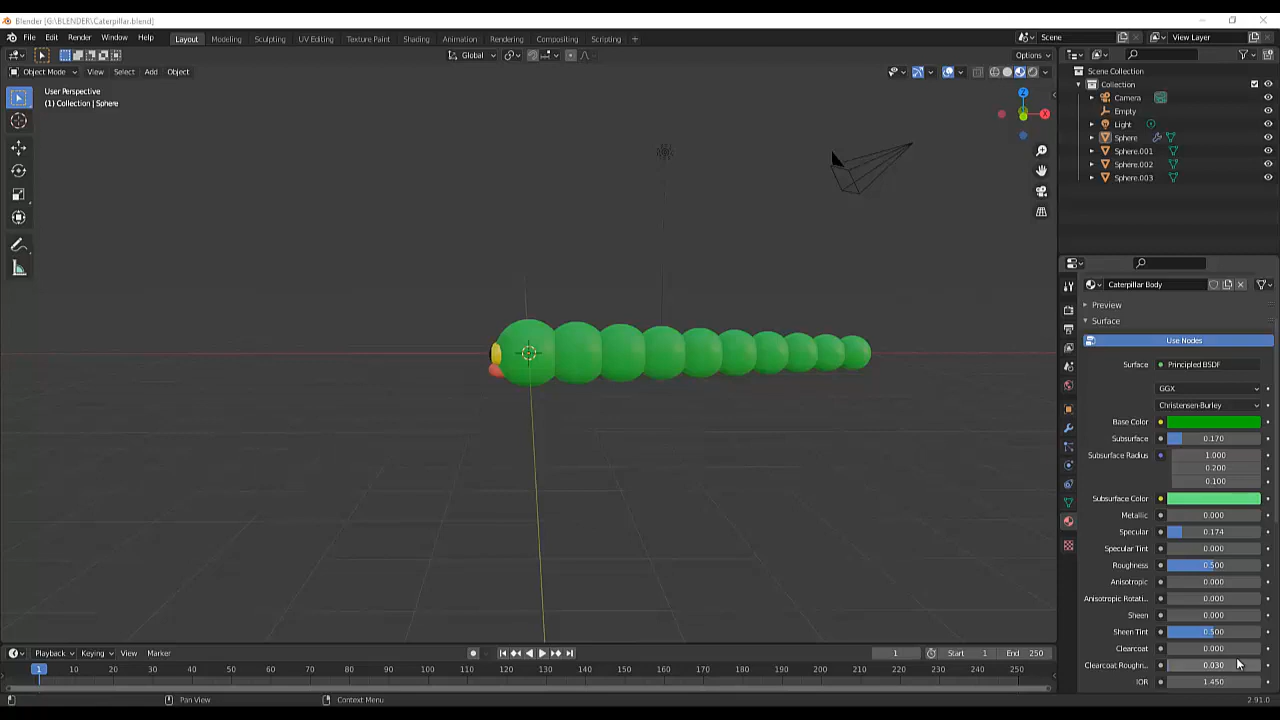 Blender [G:\BLENDER\Caterpillar.blend]
File Edit Render Window Help Layout Modeling Sculpting UV Editing Texture Paint Shading Animation Rendering Compositing Scripting + Scene View Layer
Global Options
Object Mode View Select Add Object
User Perspective
(1) Collection | Sphere
Z
X
Scene Collection
Collection
Camera
Empty
Light
Sphere
Sphere.001
Sphere.002
Sphere.003
Caterpillar Body
Preview
Surface
Use Nodes
Surface Principled BSDF
GGX
Christensen-Burley
Base Color
Subsurface 0.170
Subsurface Radius 1.000
0.200
0.100
Subsurface Color
Metallic 0.000
Specular 0.174
Specular Tint 0.000
Roughness 0.500
Anisotropic 0.000
Anisotropic Rotati... 0.000
Sheen 0.000
Sheen Tint 0.500
Clearcoat 0.000
Clearcoat Roughn... 0.030
IOR 1.450
Playback Keying View Marker 1 Start 1 End 250
1 10 20 30 40 50 60 70 80 90 100 110 120 130 140 150 160 170 180 190 200 210 220 230 240 250
Pan View Context Menu 2.91.0